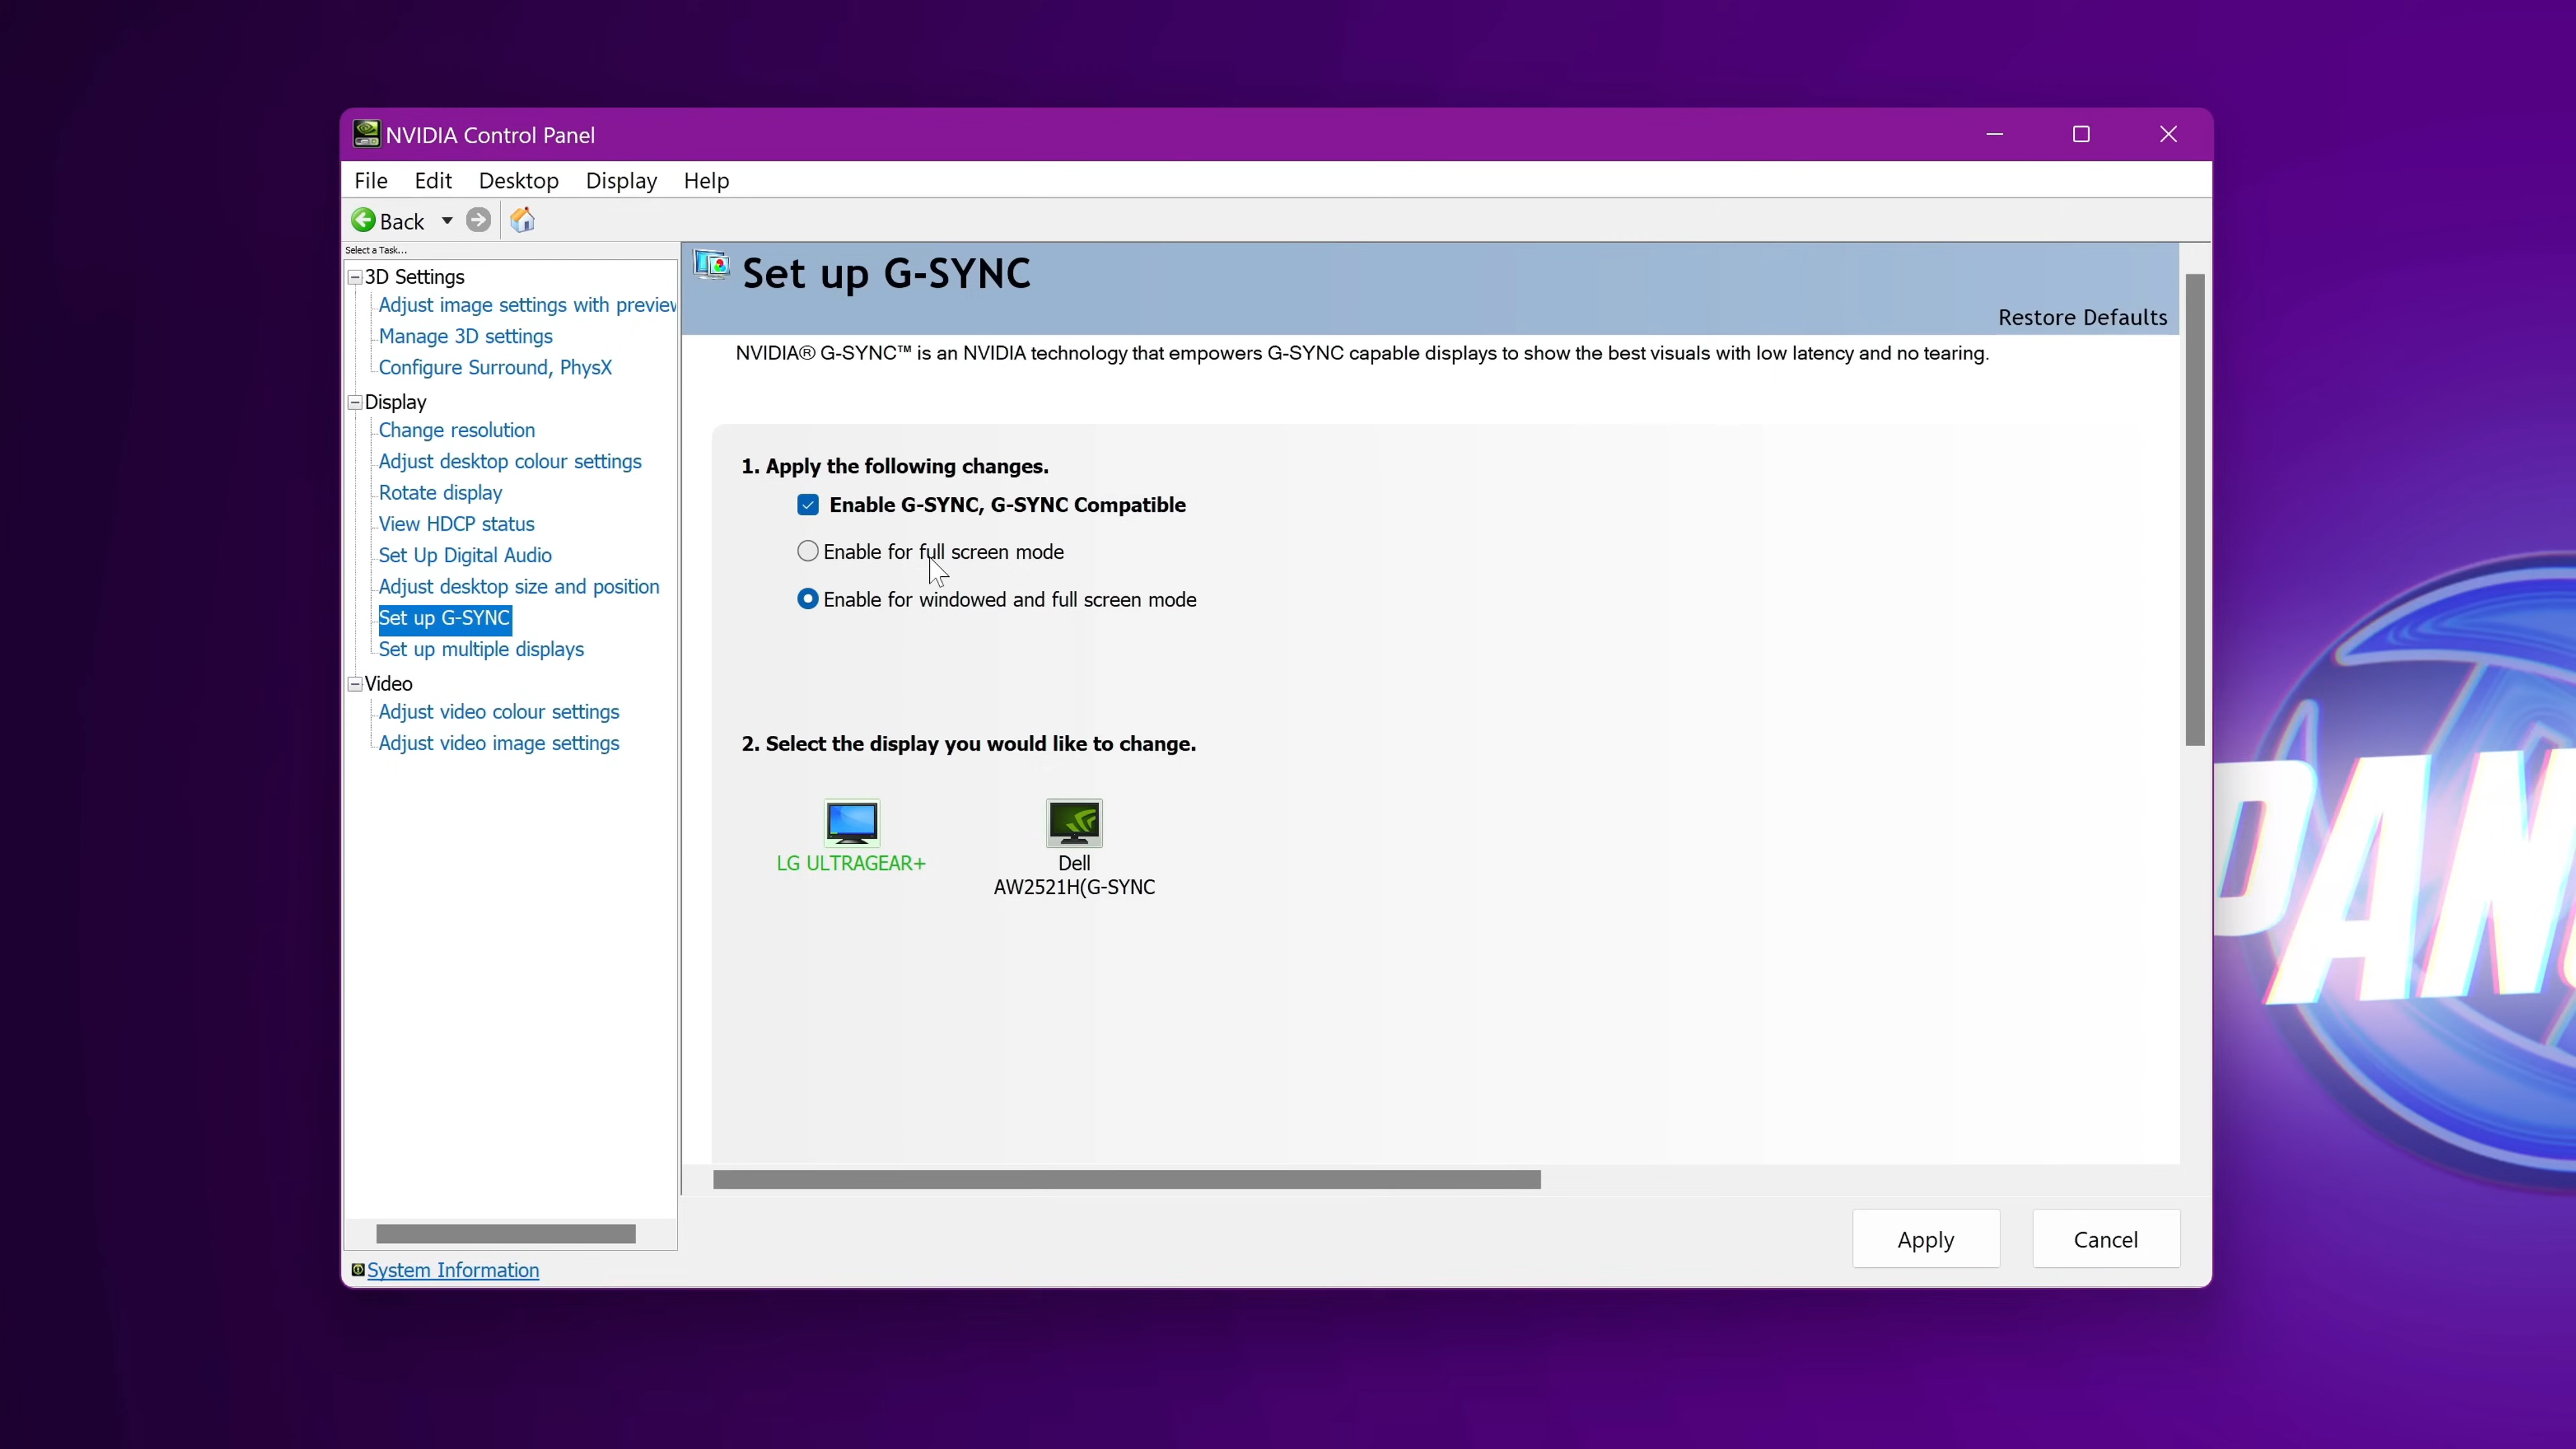 NVIDIA Control Panel
File Edit Desktop Display Help
Back
Select a Task...
3D Settings
Adjust image settings with preview
Manage 3D settings
Configure Surround, PhysX
Display
Change resolution
Adjust desktop colour settings
Rotate display
View HDCP status
Set Up Digital Audio
Adjust desktop size and position
Set up G-SYNC
Set up multiple displays
Video
Adjust video colour settings
Adjust video image settings
System Information
Set up G-SYNC
Restore Defaults
NVIDIA® G-SYNC™ is an NVIDIA technology that empowers G-SYNC capable displays to show the best visuals with low latency and no tearing.
1. Apply the following changes.
Enable G-SYNC, G-SYNC Compatible
Enable for full screen mode
Enable for windowed and full screen mode
2. Select the display you would like to change.
LG ULTRAGEAR+
Dell
AW2521H(G-SYNC
Apply Cancel